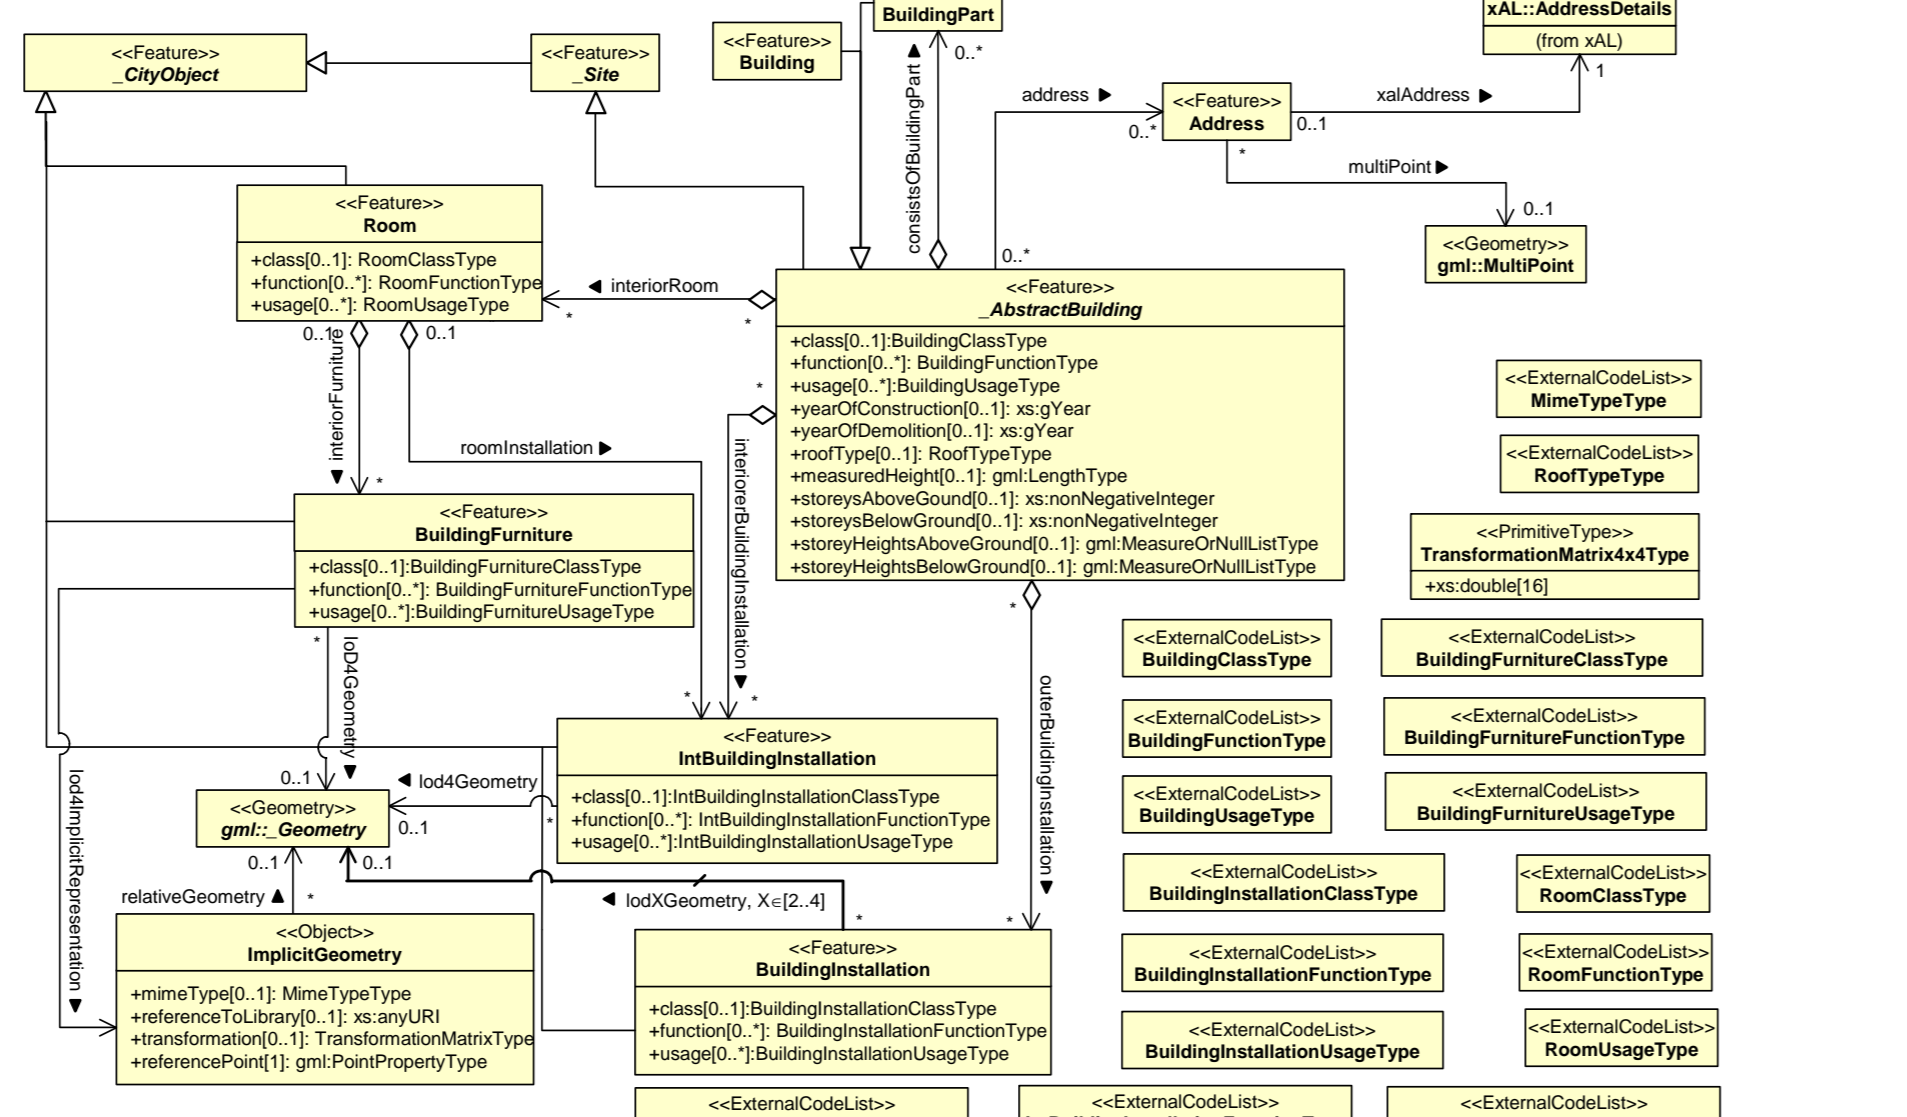 BuildingPart
xAL::AddressDetails
(from xAL)
<<Feature>>
_CityObject
<<Feature>>
_Site
<<Feature>>
Building
consistsOfBuildingPart
0..*
address
0..*
<<Feature>>
Address
xalAddress
0..1
1
*
multiPoint
0..1
<<Geometry>>
gml::MultiPoint
<<Feature>>
Room
+class[0..1]: RoomClassType
+function[0..*]: RoomFunctionType
+usage[0..*]: RoomUsageType
0..1
0..1
interiorFurniture
*
interiorRoom
*
*
0..*
<<Feature>>
_AbstractBuilding
+class[0..1]:BuildingClassType
+function[0..*]: BuildingFunctionType
+usage[0..*]:BuildingUsageType
+yearOfConstruction[0..1]: xs:gYear
+yearOfDemolition[0..1]: xs:gYear
+roofType[0..1]: RoofTypeType
+measuredHeight[0..1]: gml:LengthType
+storeysAboveGound[0..1]: xs:nonNegativeInteger
+storeysBelowGround[0..1]: xs:nonNegativeInteger
+storeyHeightsAboveGround[0..1]: gml:MeasureOrNullListType
+storeyHeightsBelowGround[0..1]: gml:MeasureOrNullListType
*
interiorerBuildingInstallation
*
roomInstallation
*
*
outerBuildingInstallation
*
<<Feature>>
BuildingFurniture
+class[0..1]:BuildingFurnitureClassType
+function[0..*]: BuildingFurnitureFunctionType
+usage[0..*]:BuildingFurnitureUsageType
*
loD4Geometry
0..1
lod4ImplicitRepresentation
<<Feature>>
IntBuildingInstallation
+class[0..1]:IntBuildingInstallationClassType
+function[0..*]: IntBuildingInstallationFunctionType
+usage[0..*]:IntBuildingInstallationUsageType
lod4Geometry
*
0..1
<<Geometry>>
gml::_Geometry
0..1
0..1
relativeGeometry
*
lodXGeometry, X∈[2..4]
*
<<Object>>
ImplicitGeometry
+mimeType[0..1]: MimeTypeType
+referenceToLibrary[0..1]: xs:anyURI
+transformation[0..1]: TransformationMatrixType
+referencePoint[1]: gml:PointPropertyType
<<Feature>>
BuildingInstallation
+class[0..1]:BuildingInstallationClassType
+function[0..*]: BuildingInstallationFunctionType
+usage[0..*]:BuildingInstallationUsageType
<<ExternalCodeList>>
MimeTypeType
<<ExternalCodeList>>
RoofTypeType
<<PrimitiveType>>
TransformationMatrix4x4Type
+xs:double[16]
<<ExternalCodeList>>
BuildingClassType
<<ExternalCodeList>>
BuildingFurnitureClassType
<<ExternalCodeList>>
BuildingFunctionType
<<ExternalCodeList>>
BuildingFurnitureFunctionType
<<ExternalCodeList>>
BuildingUsageType
<<ExternalCodeList>>
BuildingFurnitureUsageType
<<ExternalCodeList>>
BuildingInstallationClassType
<<ExternalCodeList>>
RoomClassType
<<ExternalCodeList>>
BuildingInstallationFunctionType
<<ExternalCodeList>>
RoomFunctionType
<<ExternalCodeList>>
BuildingInstallationUsageType
<<ExternalCodeList>>
RoomUsageType
<<ExternalCodeList>>
<<ExternalCodeList>>
<<ExternalCodeList>>